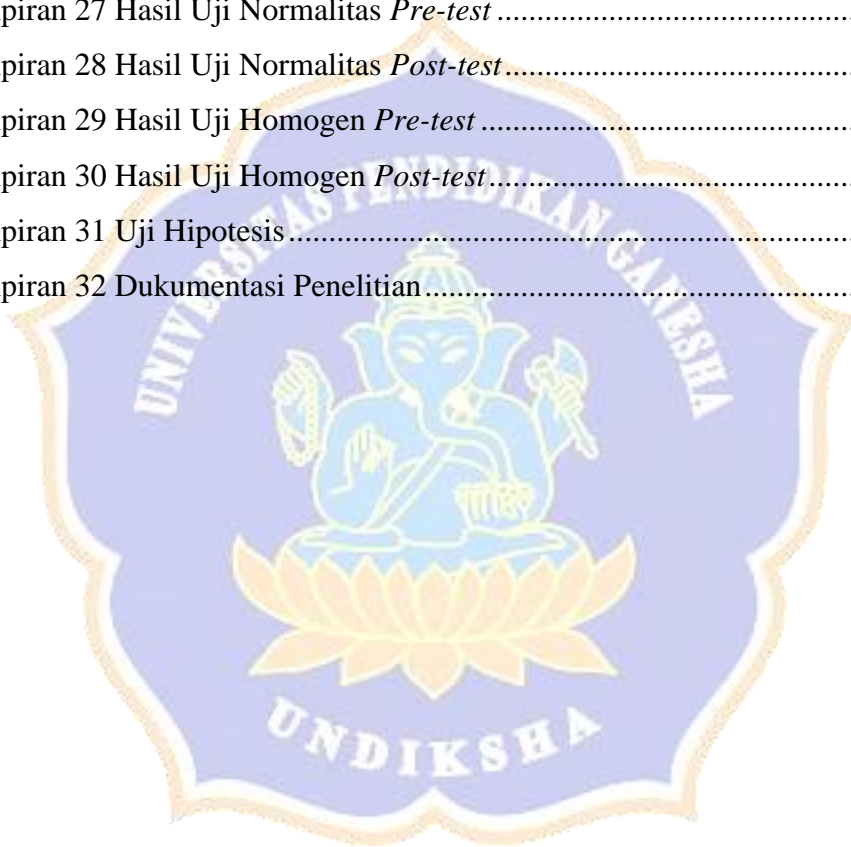 piran 27 Hasil Uji Normalitas Pre-test ..............................................
piran 28 Hasil Uji Normalitas Post-test .............................................
piran 29 Hasil Uji Homogen Pre-test ................................................
piran 30 Hasil Uji Homogen Post-test ...............................................
piran 31 Uji Hipotesis .......................................................................
piran 32 Dukumentasi Penelitian ......................................................
UNIVERSITAS PENDIDIKAN GANESHA
UNDIKSHA